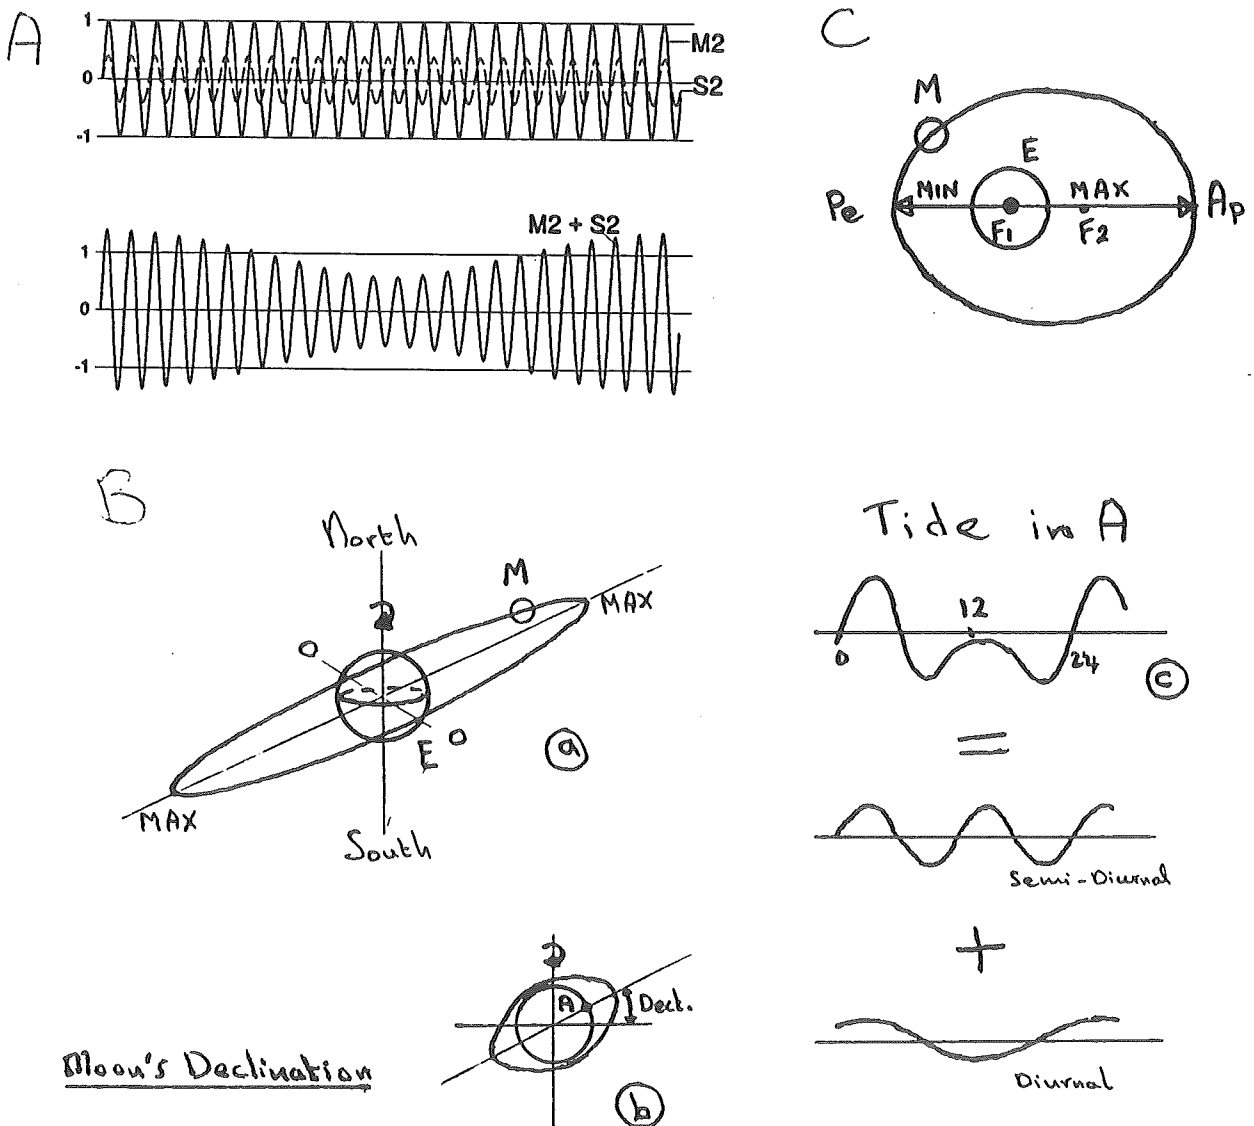 A
1
0
-1
M2
S2
M2 + S2
1
0
-1
C
M
E
Pe
MIN
MAX
Ap
F1
F2
B
North
M
MAX
O
E
O
a
MAX
South
Moon's Declination
A
Decl.
b
Tide in A
12
0
24
c
=
Semi-Diurnal
+
Diurnal